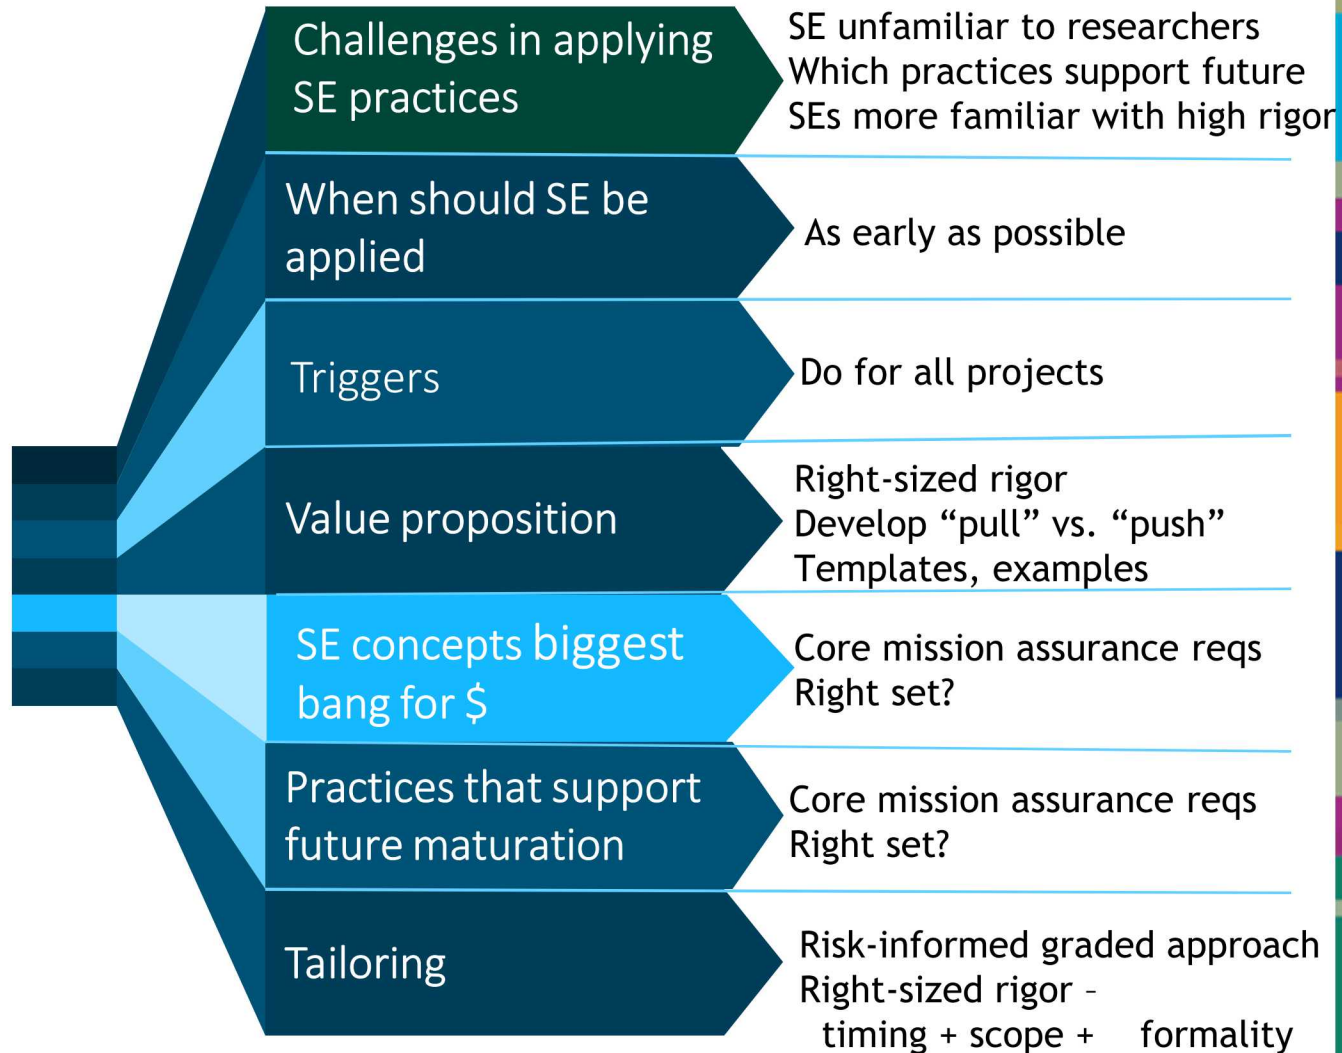 Challenges in applying
SE practices
SE unfamiliar to researchers
Which practices support future
SEs more familiar with high rigor
When should SE be
applied
As early as possible
Triggers
Do for all projects
Value proposition
Right-sized rigor
Develop “pull” vs. “push”
Templates, examples
SE concepts biggest
bang for $
Core mission assurance reqs
Right set?
Practices that support
future maturation
Core mission assurance reqs
Right set?
Tailoring
Risk-informed graded approach
Right-sized rigor –
timing + scope + formality